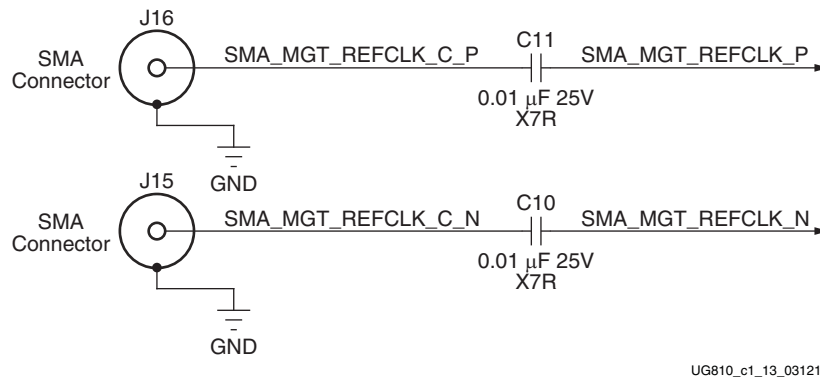 J16
SMA
Connector
SMA_MGT_REFCLK_C_P
C11
SMA_MGT_REFCLK_P
0.01 µF 25V
X7R
GND
J15
SMA
Connector
SMA_MGT_REFCLK_C_N
C10
SMA_MGT_REFCLK_N
0.01 µF 25V
X7R
GND
UG810_c1_13_03121